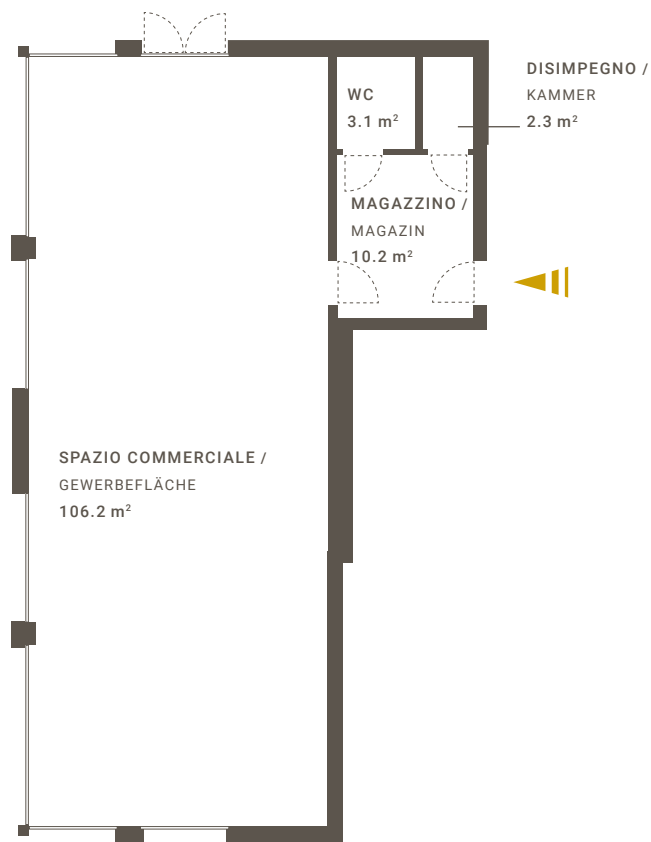 DISIMPEGNO /
KAMMER
2.3 m²
WC
3.1 m²
MAGAZZINO /
MAGAZIN
10.2 m²
SPAZIO COMMERCIALE /
GEWERBEFLÄCHE
106.2 m²